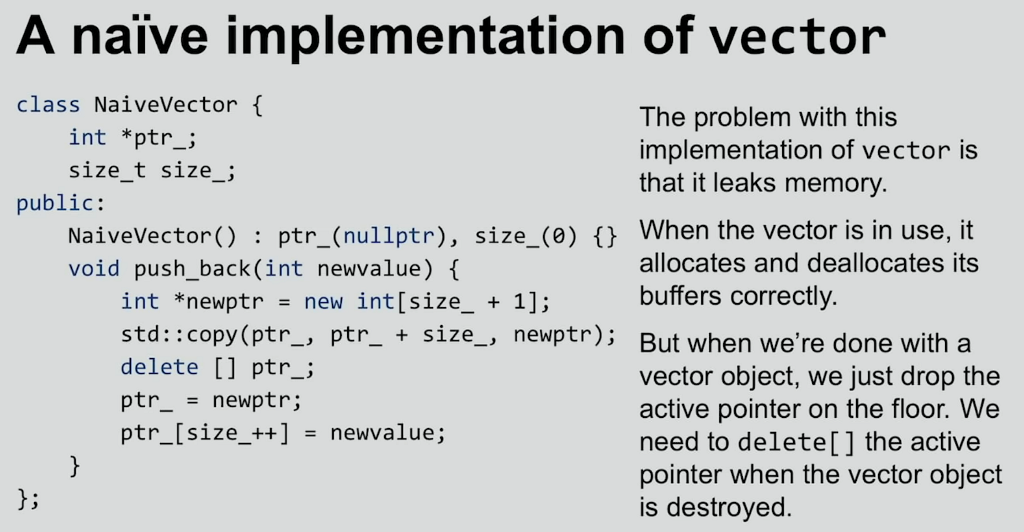 A naïve implementation of vector
class NaiveVector {
    int *ptr_;
    size_t size_;
public:
    NaiveVector() : ptr_(nullptr), size_(0) {}
    void push_back(int newvalue) {
        int *newptr = new int[size_ + 1];
        std::copy(ptr_, ptr_ + size_, newptr);
        delete [] ptr_;
        ptr_ = newptr;
        ptr_[size_++] = newvalue;
    }
};
The problem with this
implementation of vector is
that it leaks memory.
When the vector is in use, it
allocates and deallocates its
buffers correctly.
But when we’re done with a
vector object, we just drop the
active pointer on the floor. We
need to delete[] the active
pointer when the vector object
is destroyed.